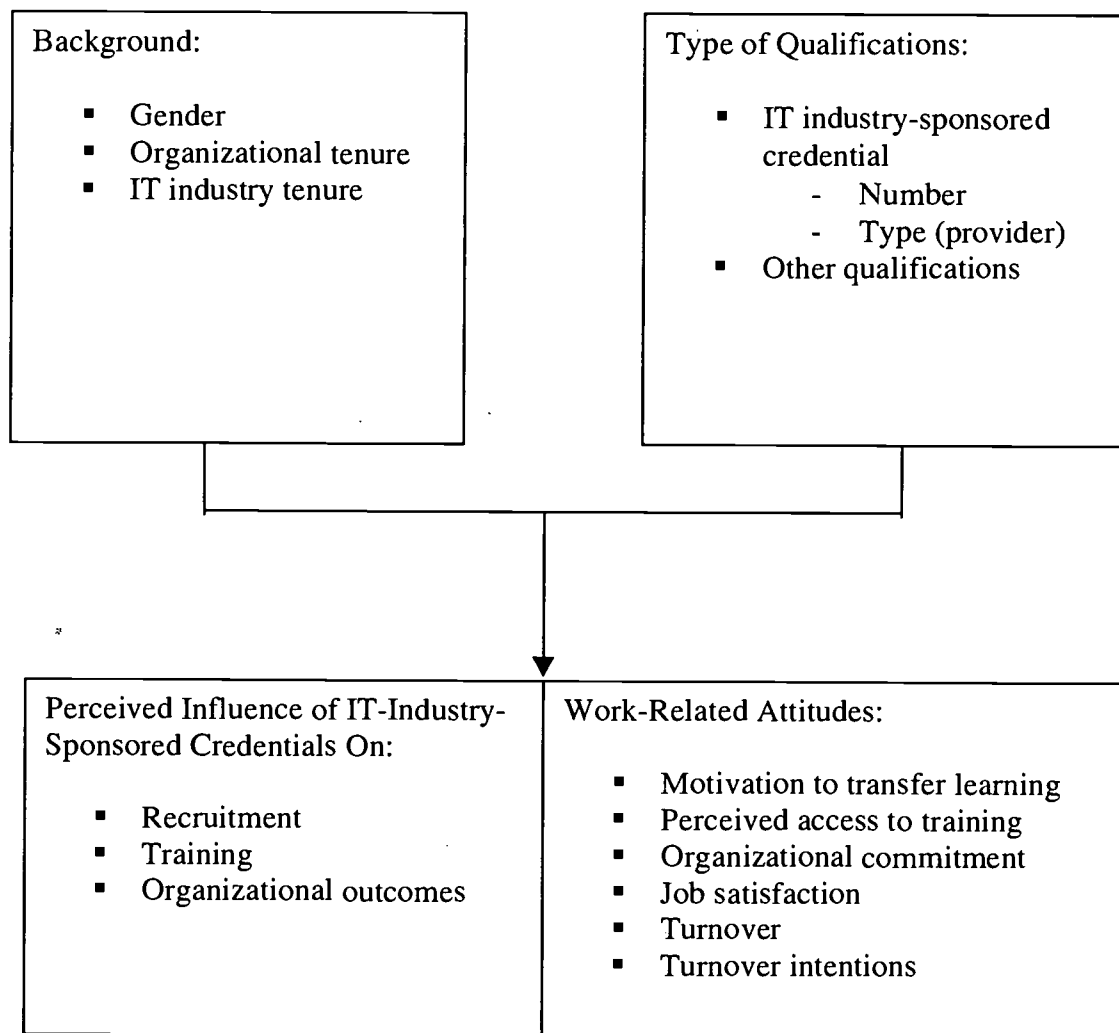 Background:
▪ Gender
▪ Organizational tenure
▪ IT industry tenure
Type of Qualifications:
▪ IT industry-sponsored
credential
- Number
- Type (provider)
▪ Other qualifications
Perceived Influence of IT-Industry-
Sponsored Credentials On:
▪ Recruitment
▪ Training
▪ Organizational outcomes
Work-Related Attitudes:
▪ Motivation to transfer learning
▪ Perceived access to training
▪ Organizational commitment
▪ Job satisfaction
▪ Turnover
▪ Turnover intentions